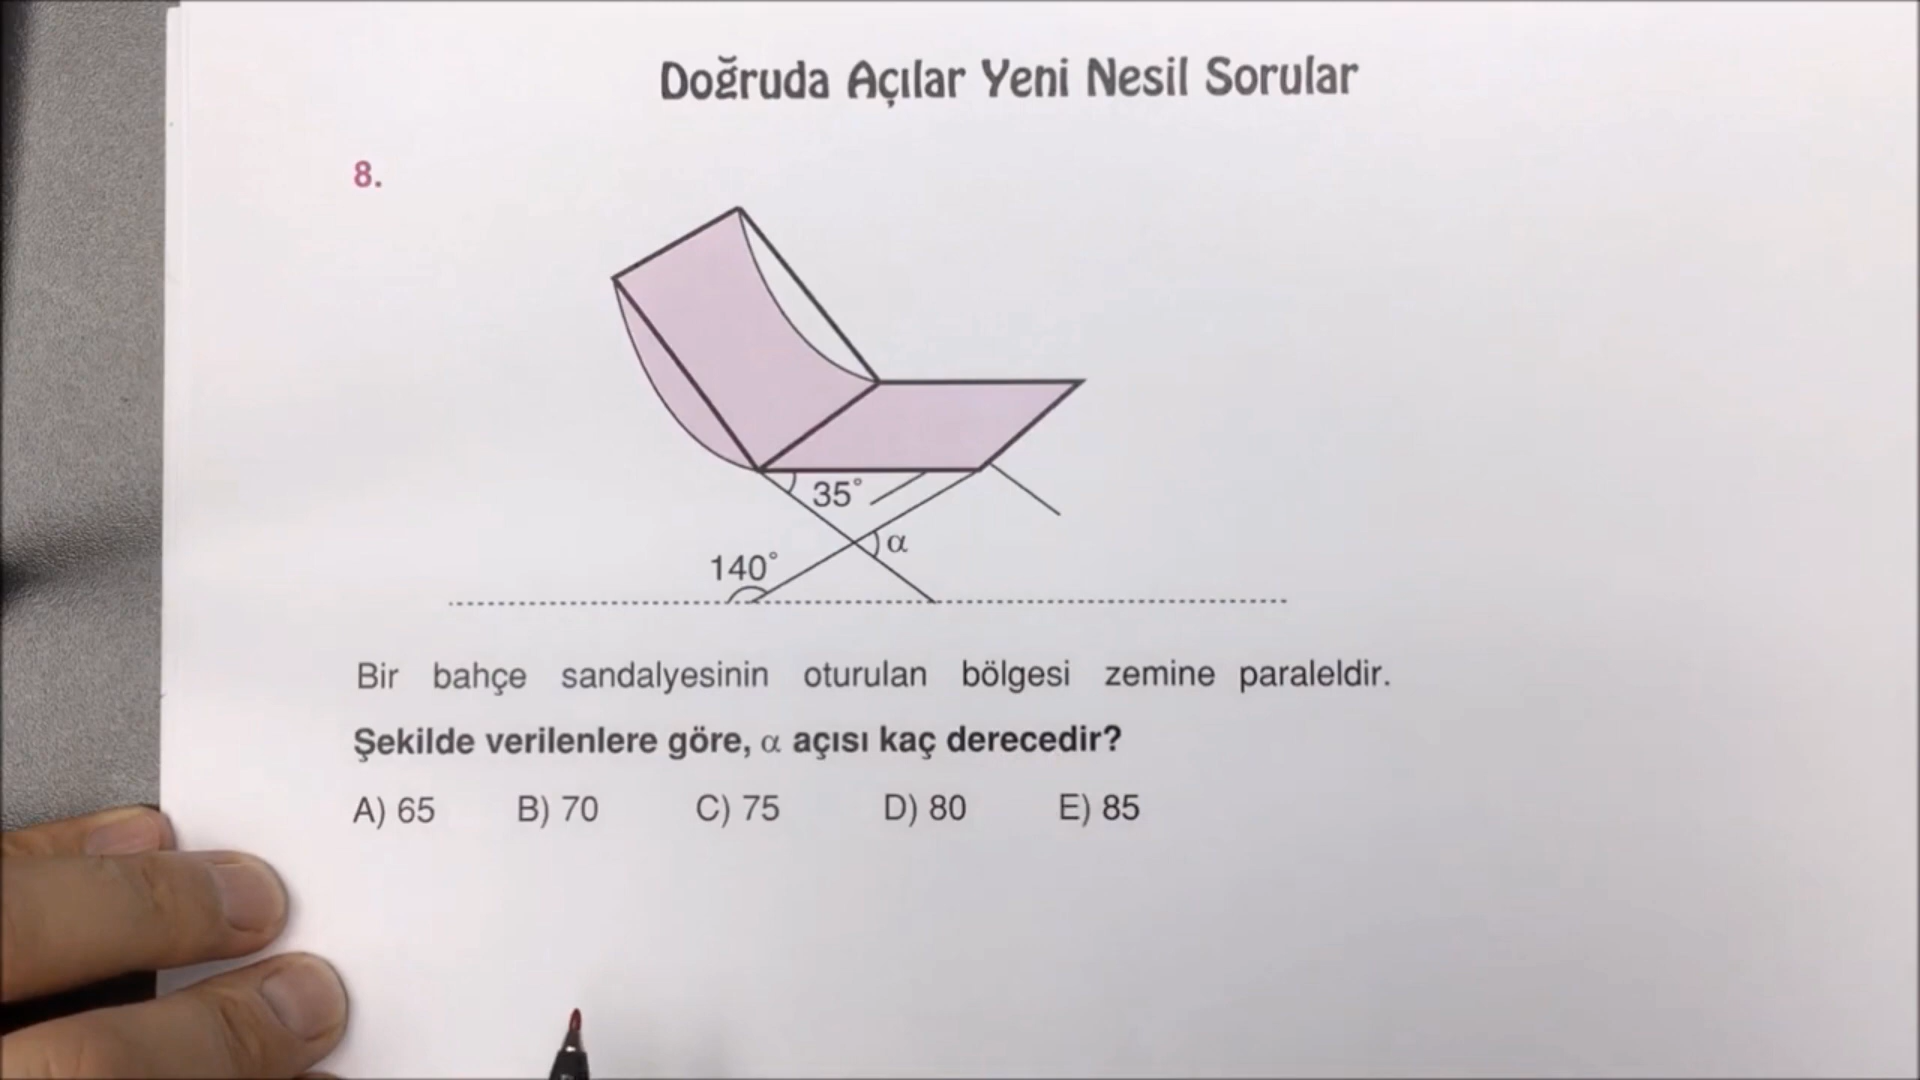 Doğruda Açılar Yeni Nesil Sorular
8.
35°
α
140°
Bir bahçe sandalyesinin oturulan bölgesi zemine paraleldir.
Şekilde verilenlere göre, α açısı kaç derecedir?
A) 65 B) 70 C) 75 D) 80 E) 85